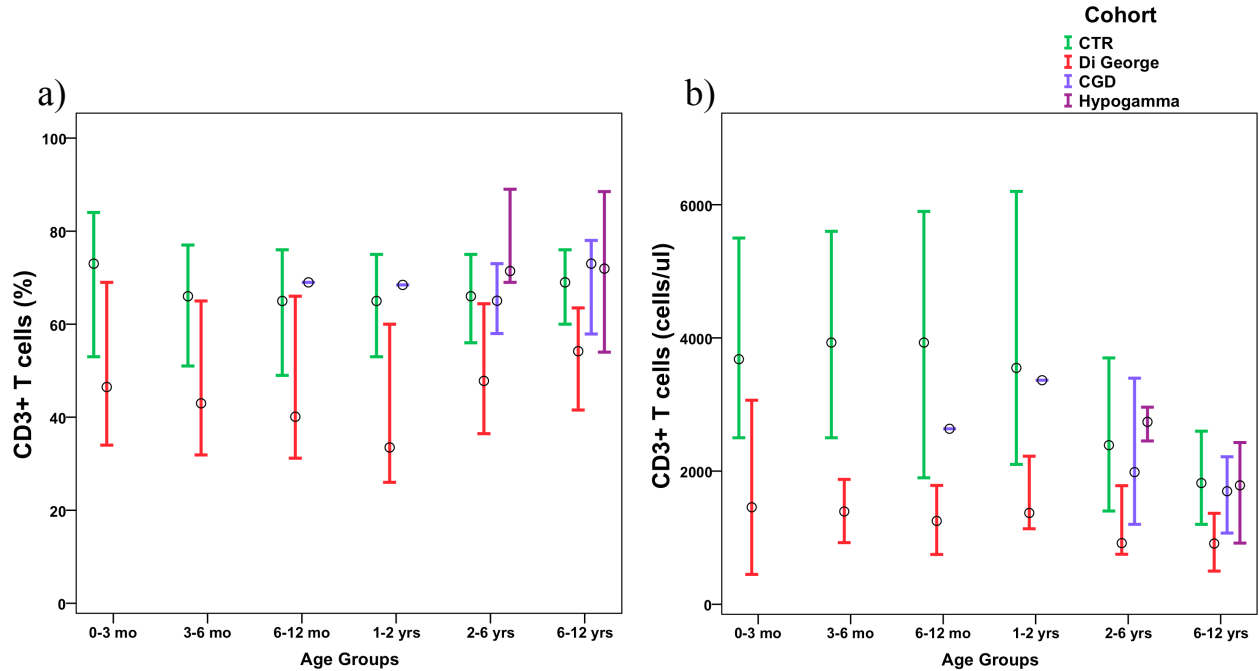 Cohort
CTR
Di George
CGD
Hypogamma
a)
100
80
60
40
20
0
CD3+ T cells (%)
0-3 mo 3-6 mo 6-12 mo 1-2 yrs 2-6 yrs 6-12 yrs
Age Groups
b)
6000
4000
2000
0
CD3+ T cells (cells/ul)
0-3 mo 3-6 mo 6-12 mo 1-2 yrs 2-6 yrs 6-12 yrs
Age Groups